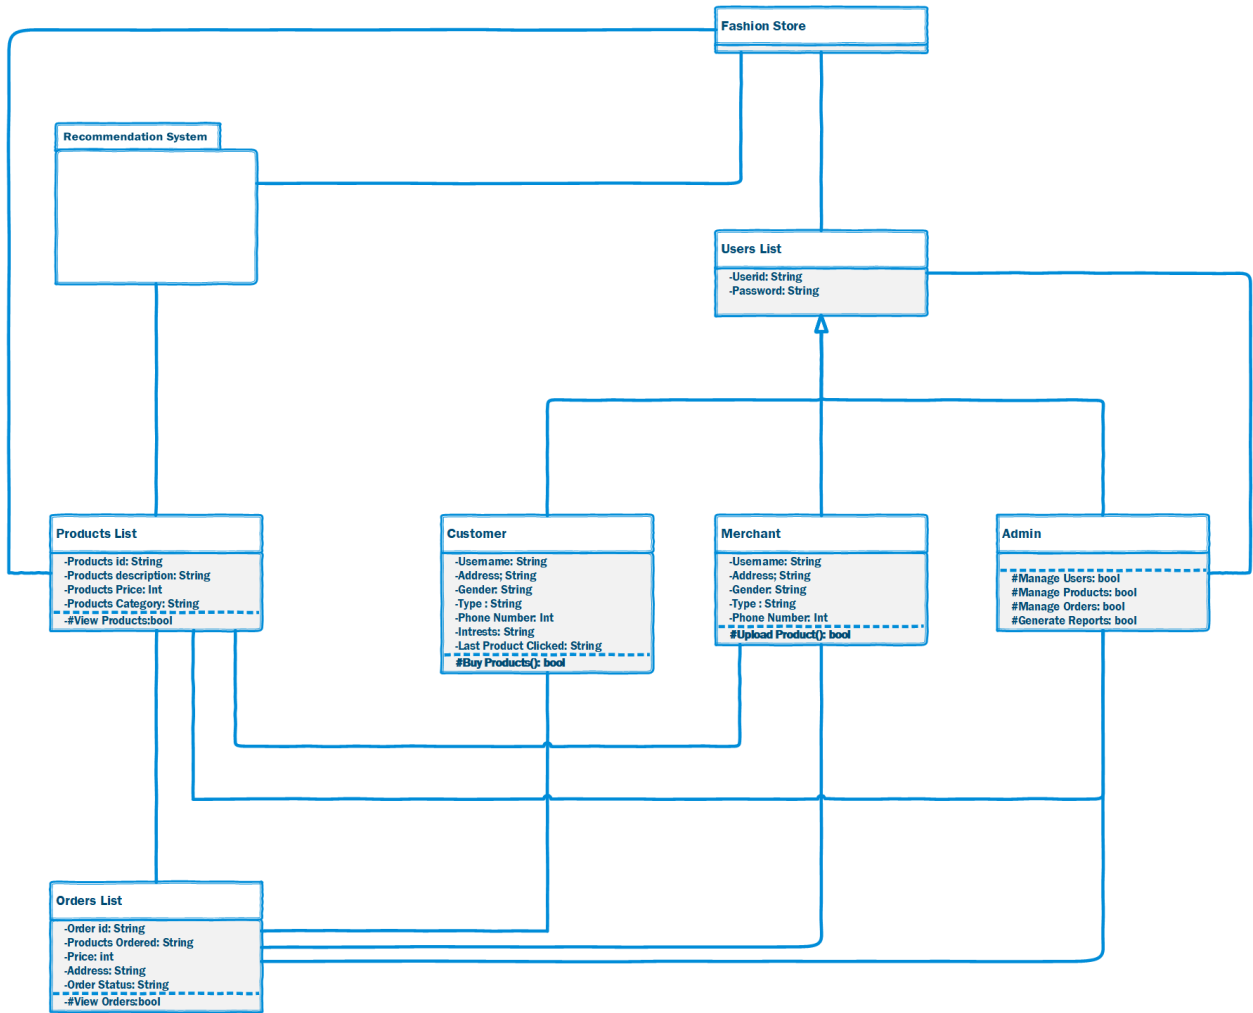 Fashion Store
Recommendation System
Users List
-Userid: String
-Password: String
Products List
-Products id: String
-Products description: String
-Products Price: Int
-Products Category: String
-#View Products:bool
Customer
-Username: String
-Address; String
-Gender: String
-Type : String
-Phone Number: Int
-Intrests: String
-Last Product Clicked: String
#Buy Products(): bool
Merchant
-Username: String
-Address; String
-Gender: String
-Type : String
-Phone Number: Int
#Upload Product(): bool
Admin
#Manage Users: bool
#Manage Products: bool
#Manage Orders: bool
#Generate Reports: bool
Orders List
-Order id: String
-Products Ordered: String
-Price: int
-Address: String
-Order Status: String
-#View Orders:bool